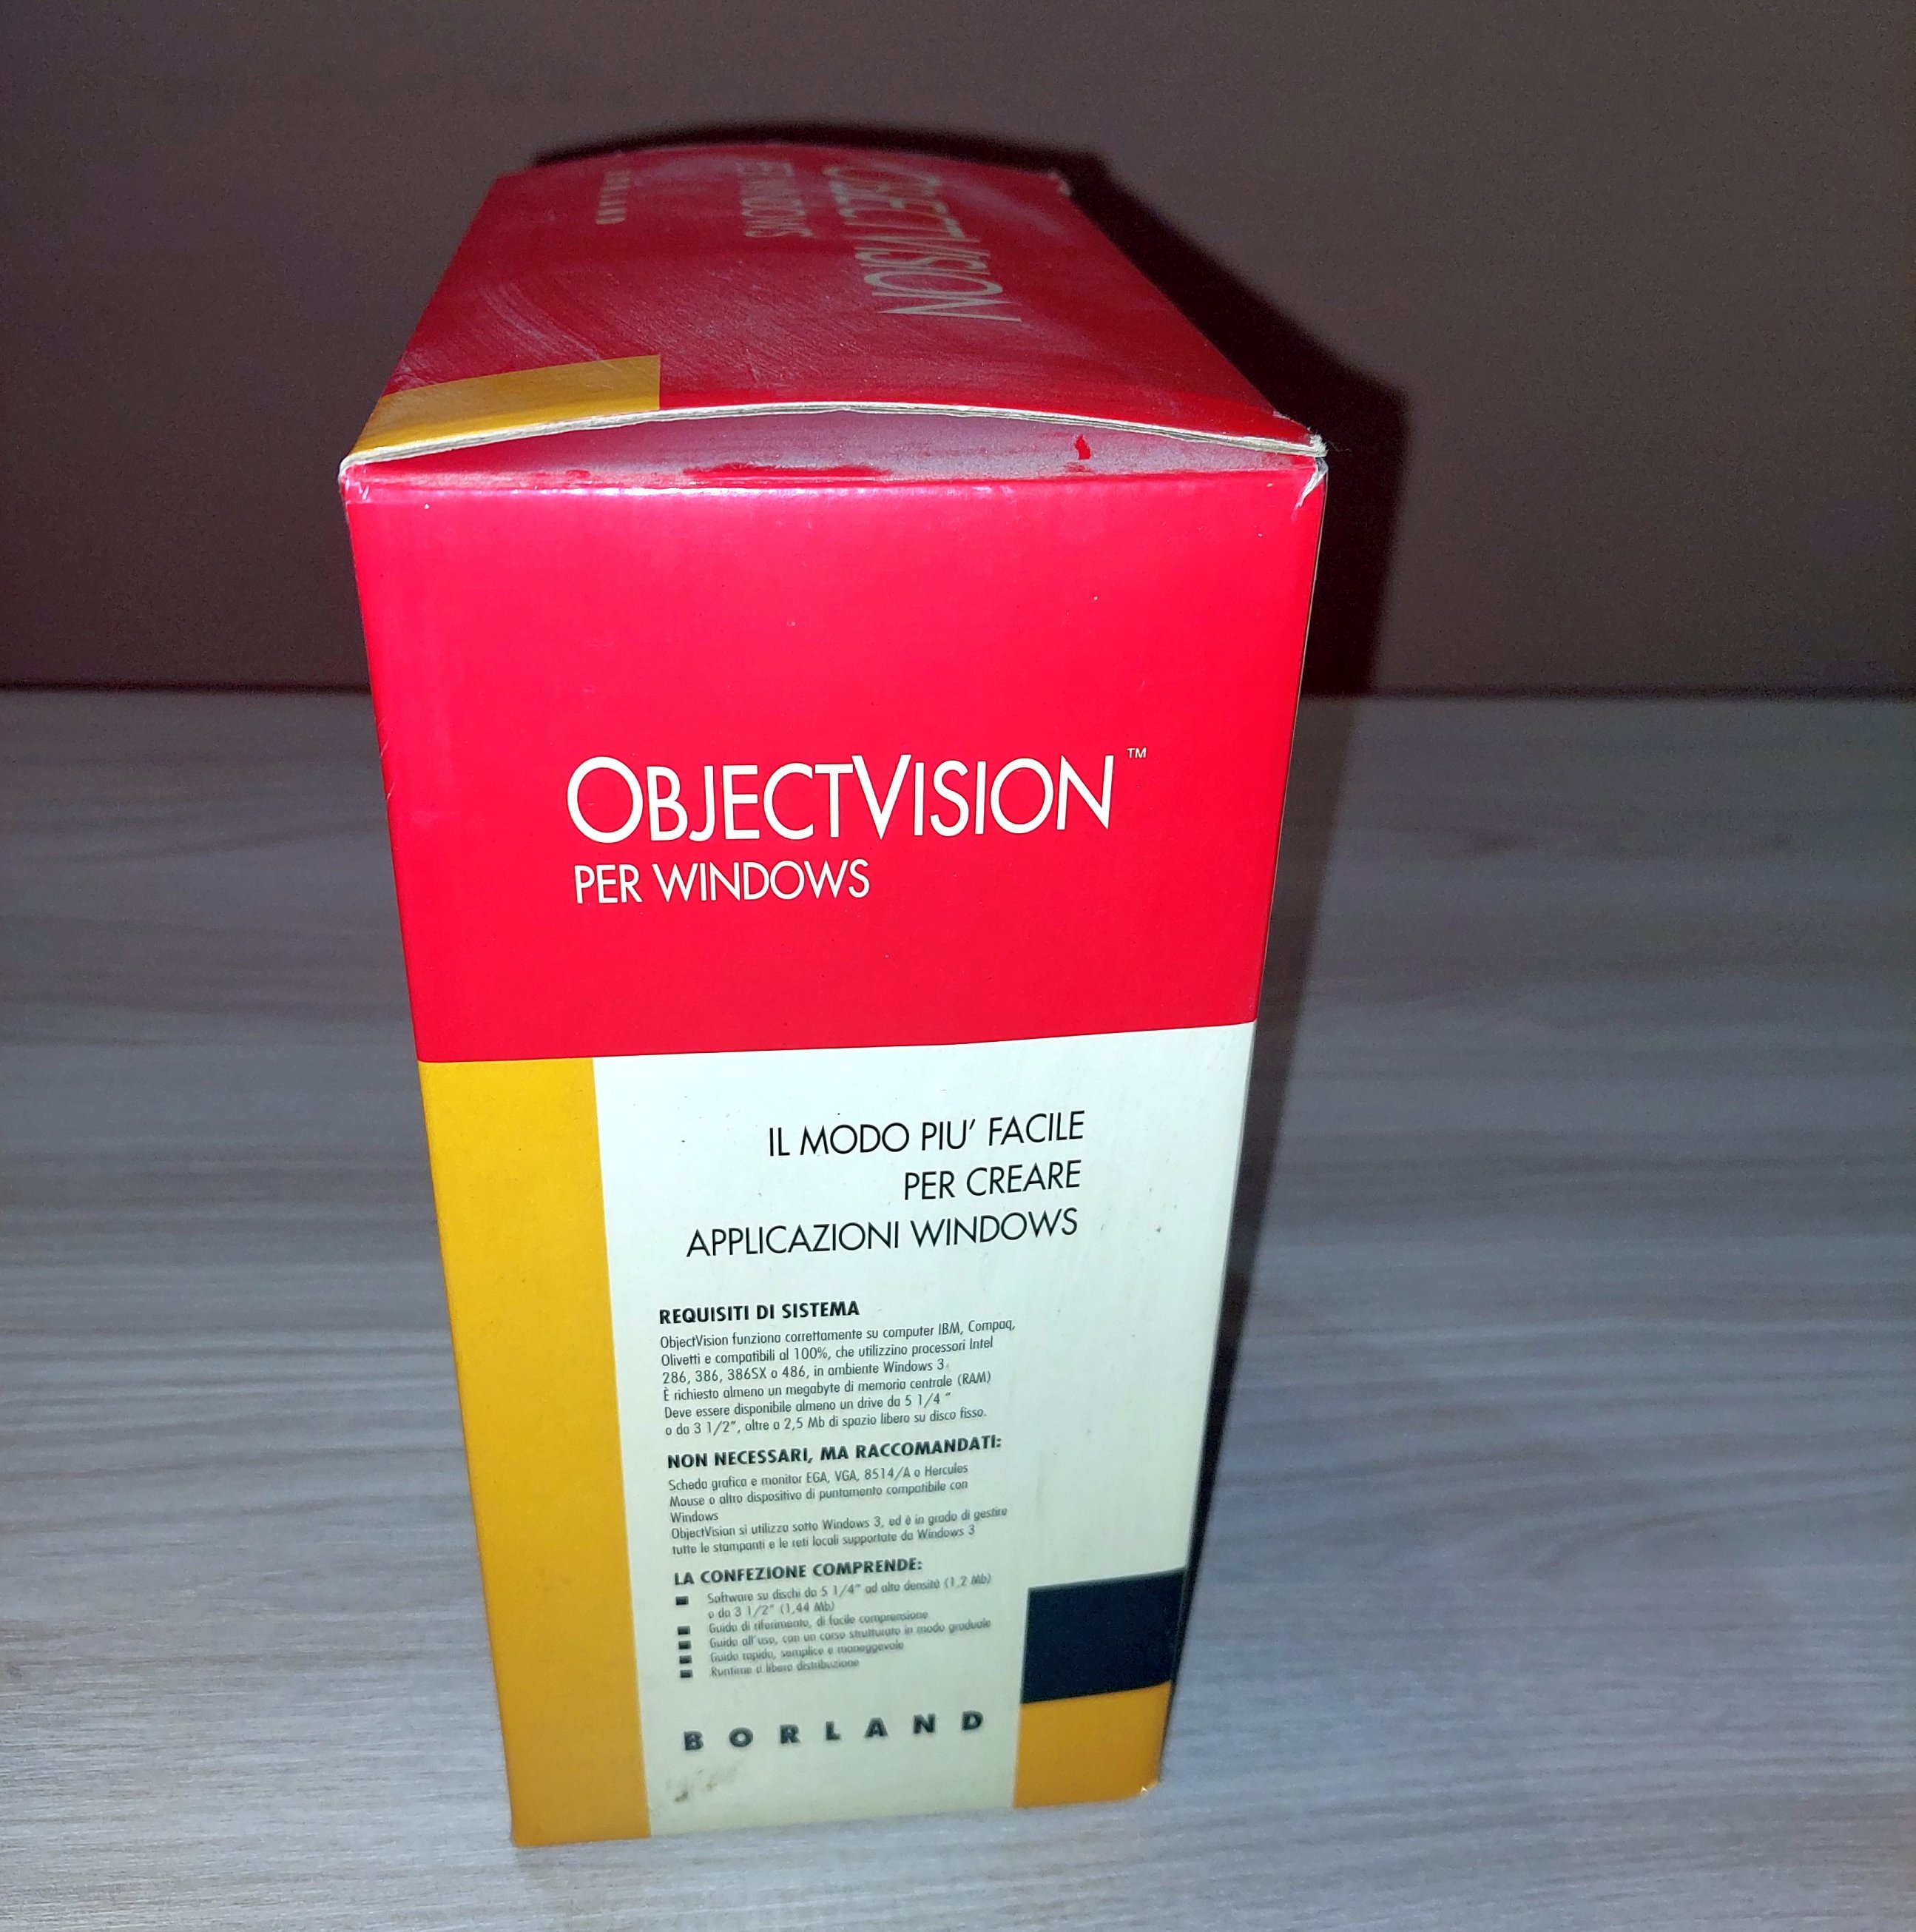 OBJECTVISION
PER WINDOWS
BORLAND
OBJECTVISION™
PER WINDOWS
IL MODO PIU' FACILE
PER CREARE
APPLICAZIONI WINDOWS
REQUISITI DI SISTEMA
ObjectVision funziona correttamente su computer IBM, Compaq,
Olivetti e compatibili al 100%, che utilizzino processori Intel
286, 386, 386SX o 486, in ambiente Windows 3.
È richiesto almeno un megabyte di memoria centrale (RAM)
Deve essere disponibile almeno un drive da 5 1/4 "
o da 3 1/2", oltre a 2,5 Mb di spazio libero su disco fisso.
NON NECESSARI, MA RACCOMANDATI:
Scheda grafica e monitor EGA, VGA, 8514/A o Hercules
Mouse o altro dispositivo di puntamento compatibile con
Windows
ObjectVision si utilizza sotto Windows 3, ed è in grado di gestire
tutte le stampanti e le reti locali supportate da Windows 3
LA CONFEZIONE COMPRENDE:
Software su dischi da 5 1/4" ad alta densità (1,2 Mb)
o da 3 1/2" (1,44 Mb)
Guida di riferimento, di facile comprensione
Guida all'uso, con un corso strutturato in modo graduale
Guida rapida, semplice e maneggevole
Runtime a libera distribuzione
BORLAND